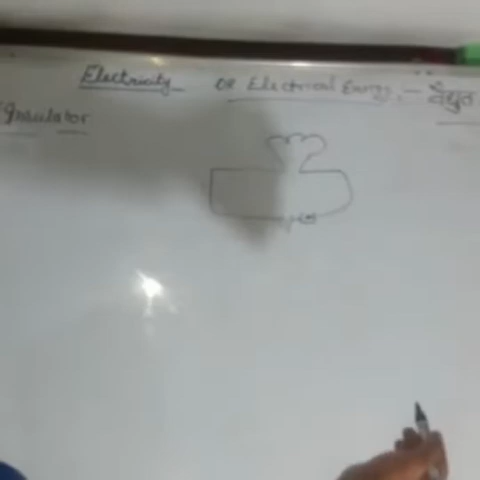 Electricity OR Electrical Energy :- वैद्युत
Insulator